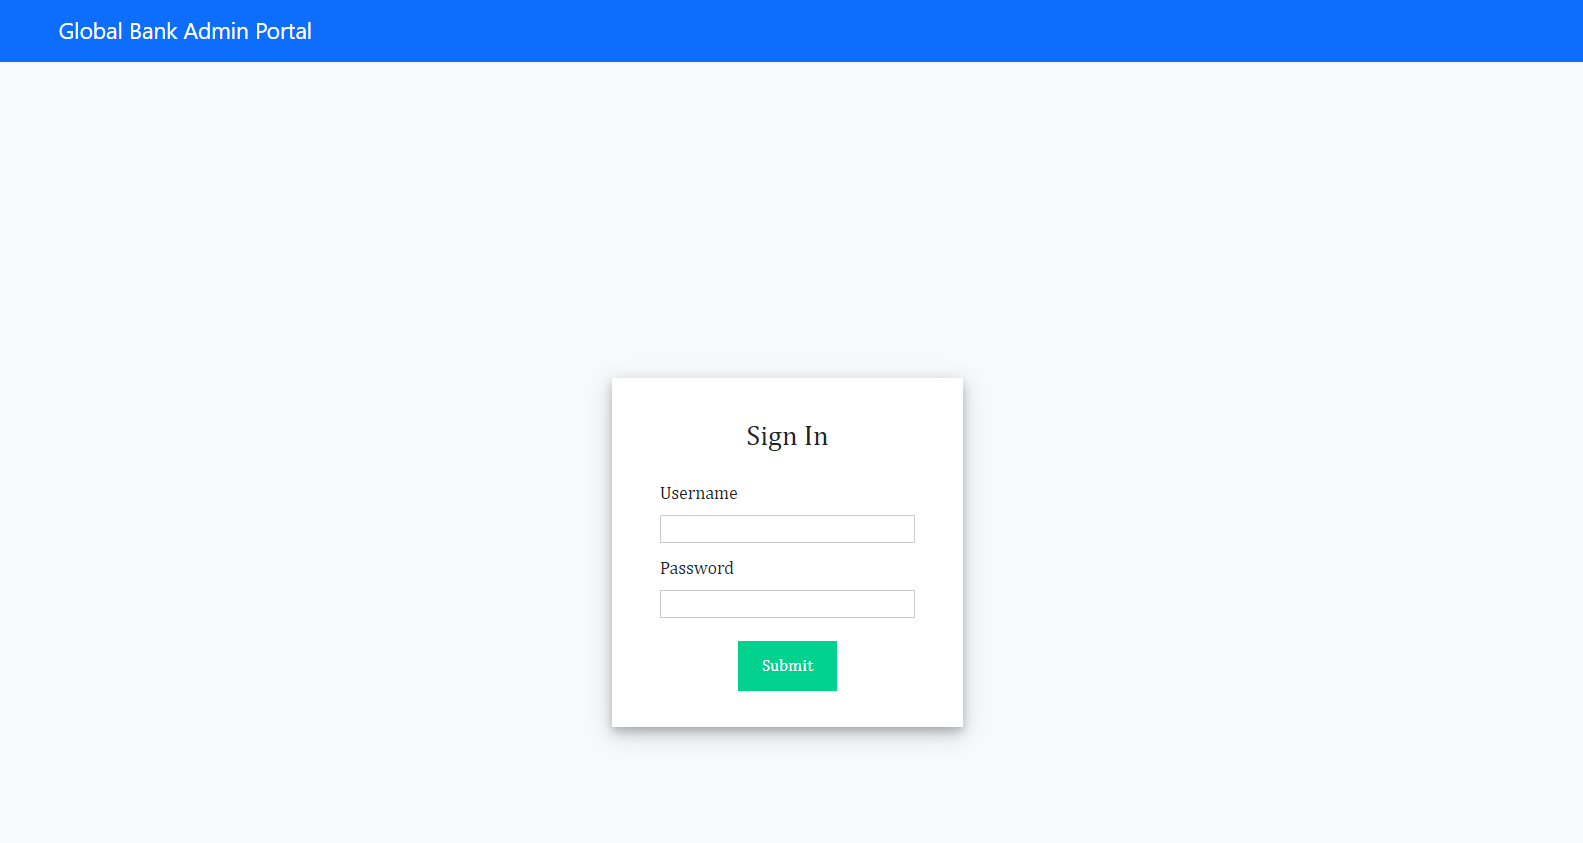 Global Bank Admin Portal
Sign In
Username
Password
Submit